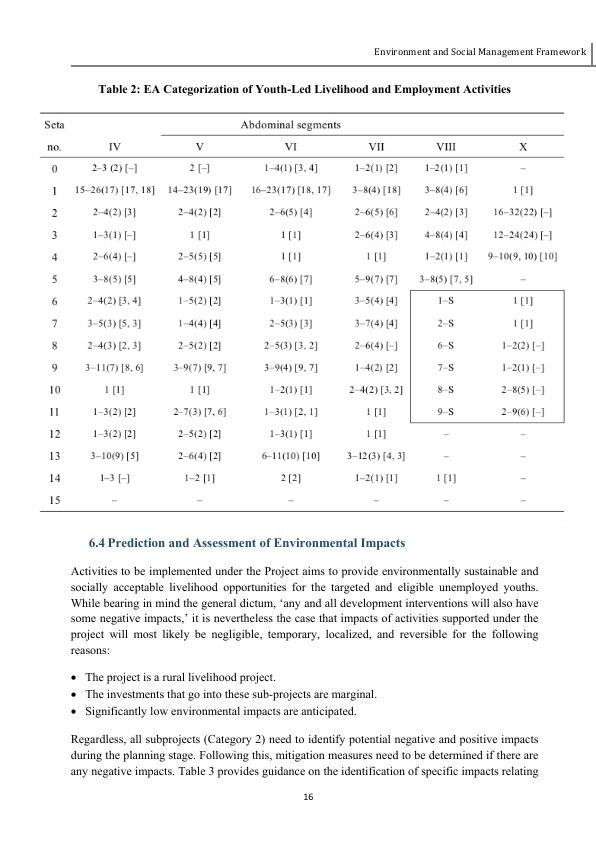 Environment and Social Management Framework
Table 2: EA Categorization of Youth-Led Livelihood and Employment Activities
Seta Abdominal segments
no. IV V VI VII VIII X
0 2–3 (2) [–] 2 [–] 1–4(1) [3, 4] 1–2(1) [2] 1–2(1) [1] –
1 15–26(17) [17, 18] 14–23(19) [17] 16–23(17) [18, 17] 3–8(4) [18] 3–8(4) [6] 1 [1]
2 2–4(2) [3] 2–4(2) [2] 2–6(5) [4] 2–6(5) [6] 2–4(2) [3] 16–32(22) [–]
3 1–3(1) [–] 1 [1] 1 [1] 2–6(4) [3] 4–8(4) [4] 12–24(24) [–]
4 2–6(4) [–] 2–5(5) [5] 1 [1] 1 [1] 1–2(1) [1] 9–10(9, 10) [10]
5 3–8(5) [5] 4–8(4) [5] 6–8(6) [7] 5–9(7) [7] 3–8(5) [7, 5] –
6 2–4(2) [3, 4] 1–5(2) [2] 1–3(1) [1] 3–5(4) [4] 1–S 1 [1]
7 3–5(3) [5, 3] 1–4(4) [4] 2–5(3) [3] 3–7(4) [4] 2–S 1 [1]
8 2–4(3) [2, 3] 2–5(2) [2] 2–5(3) [3, 2] 2–6(4) [–] 6–S 1–2(2) [–]
9 3–11(7) [8, 6] 3–9(7) [9, 7] 3–9(4) [9, 7] 1–4(2) [2] 7–S 1–2(1) [–]
10 1 [1] 1 [1] 1–2(1) [1] 2–4(2) [3, 2] 8–S 2–8(5) [–]
11 1–3(2) [2] 2–7(3) [7, 6] 1–3(1) [2, 1] 1 [1] 9–S 2–9(6) [–]
12 1–3(2) [2] 2–5(2) [2] 1–3(1) [1] 1 [1] – –
13 3–10(9) [5] 2–6(4) [2] 6–11(10) [10] 3–12(3) [4, 3] – –
14 1–3 [–] 1–2 [1] 2 [2] 1–2(1) [1] 1 [1] –
15 – – – – – –
6.4 Prediction and Assessment of Environmental Impacts
Activities to be implemented under the Project aims to provide environmentally sustainable and
socially acceptable livelihood opportunities for the targeted and eligible unemployed youths.
While bearing in mind the general dictum, ‘any and all development interventions will also have
some negative impacts,’ it is nevertheless the case that impacts of activities supported under the
project will most likely be negligible, temporary, localized, and reversible for the following
reasons:
• The project is a rural livelihood project.
• The investments that go into these sub-projects are marginal.
• Significantly low environmental impacts are anticipated.
Regardless, all subprojects (Category 2) need to identify potential negative and positive impacts
during the planning stage. Following this, mitigation measures need to be determined if there are
any negative impacts. Table 3 provides guidance on the identification of specific impacts relating
16